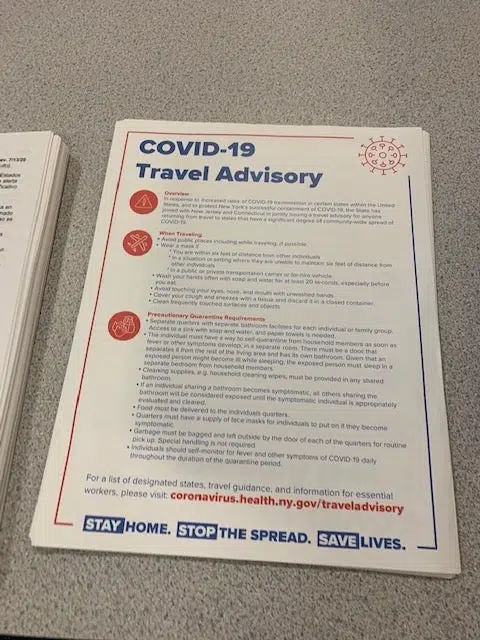 ev. 7/13/20
Estados
alerta
COVID-19
Travel Advisory
Overview
In response to increased rates of COVID-19 transmission in certain states within the United
States, and to protect New York's successful containment of COVID-19, the State has
joined with New Jersey and Connecticut in jointly issuing a travel advisory for anyone
returning from travel to states that have a significant degree of community-wide spread of
COVID-19.
When Traveling
• Avoid public places including while traveling, if possible.
• Wear a mask if
* You are within six feet of distance from other individuals
* In a situation or setting where they are unable to maintain six feet of distance from
other individuals
* In a public or private transportation carrier or for-hire vehicle.
• Wash your hands often with soap and water for at least 20 seconds, especially before
you eat.
• Avoid touching your eyes, nose, and mouth with unwashed hands.
• Cover your cough and sneezes with a tissue and discard it in a closed container.
• Clean frequently touched surfaces and objects
Precautionary Quarantine Requirements
• Separate quarters with separate bathroom facilities for each individual or family group.
Access to a sink with soap and water, and paper towels is needed.
• The individual must have a way to self-quarantine from household members as soon as
fever or other symptoms develop, in a separate room. There must be a door that
separates it from the rest of the living area and has its own bathroom. Given that an
exposed person might become ill while sleeping, the exposed person must sleep in a
separate bedroom from household members
• Cleaning supplies, e.g. household cleaning wipes, must be provided in any shared
bathroom.
• If an individual sharing a bathroom becomes symptomatic, all others sharing the
bathroom will be considered exposed until the symptomatic individual is appropriately
evaluated and cleared.
• Food must be delivered to the individuals quarters.
• Quarters must have a supply of face masks for individuals to put on if they become
symptomatic
• Garbage must be bagged and left outside by the door of each of the quarters for routine
pick up. Special handling is not required.
• Individuals should self-monitor for fever and other symptoms of COVID-19 daily
throughout the duration of the quarantine period.
For a list of designated states, travel guidance, and information for essential
workers, please visit: coronavirus.health.ny.gov/traveladvisory
STAY HOME. STOP THE SPREAD. SAVE LIVES.